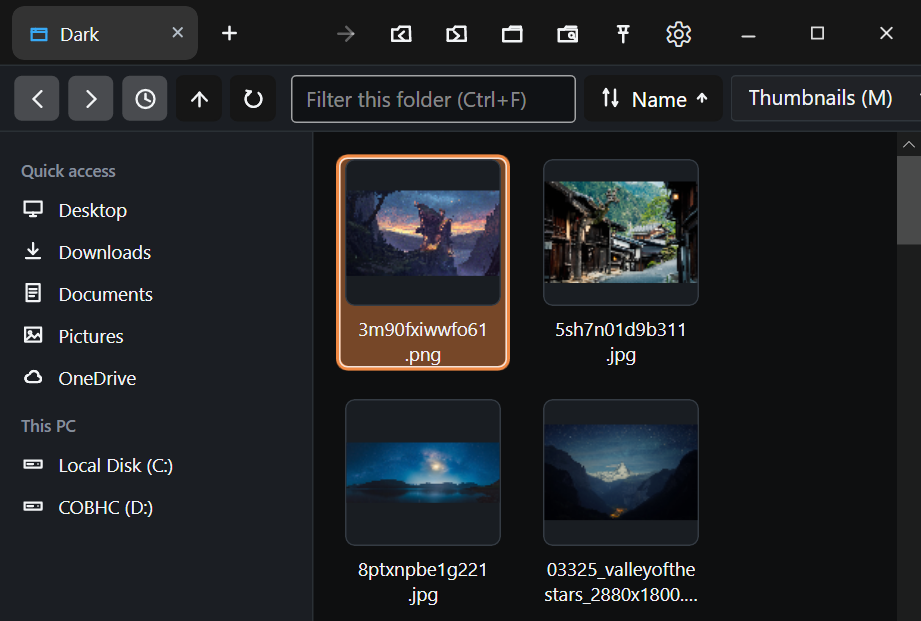 Dark
Filter this folder (Ctrl+F)
Name
Thumbnails (M)
Quick access
Desktop
Downloads
Documents
Pictures
OneDrive
This PC
Local Disk (C:)
COBHC (D:)
3m90fxiwwfo61
.png
5sh7n01d9b311
.jpg
8ptxnpbe1g221
.jpg
03325_valleyofthe
stars_2880x1800....